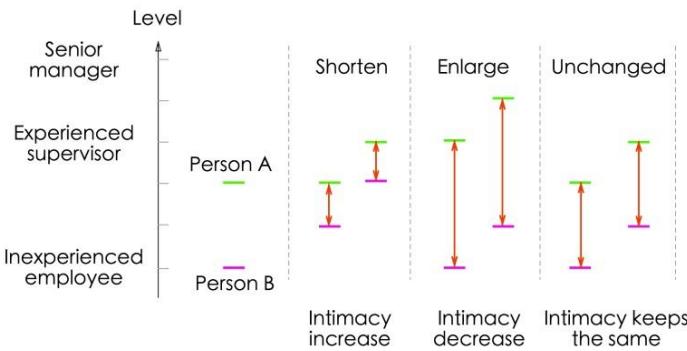 Level
Senior
manager
Shorten
Enlarge
Unchanged
Experienced
supervisor
Person A
Inexperienced
employee
Person B
Intimacy
increase
Intimacy
decrease
Intimacy keeps
the same